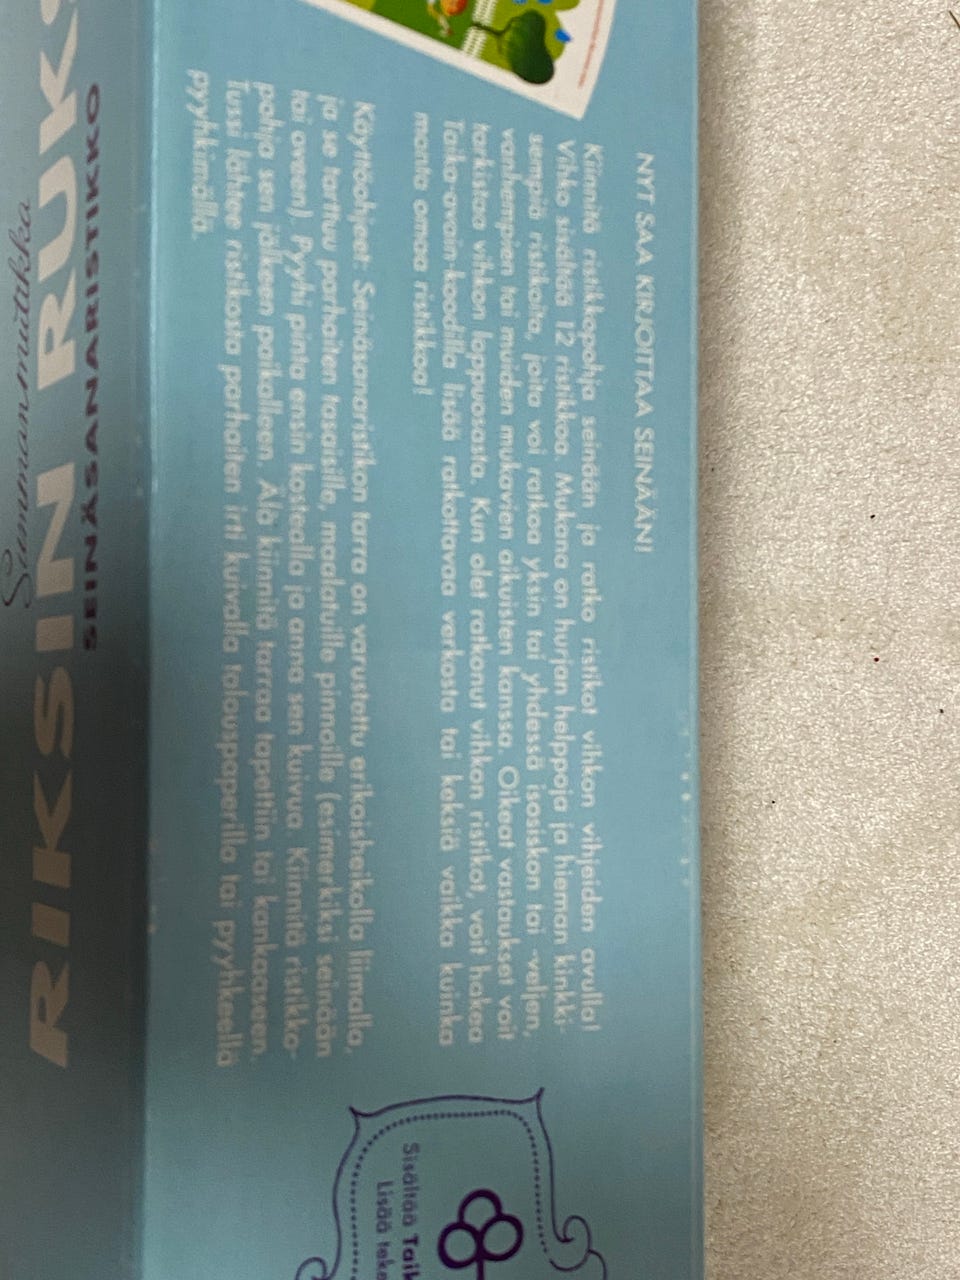 NYT SAA KIRJOITTAA SEINÄÄN!
Kiinnitä ristikkopohja seinään ja ratko ristikot vihkon vihjeiden avulla!
Vihko sisältää 12 ristikkoa. Mukana on hurjan helppoja ja hieman kinkki-
sempiä ristikoita, joita voi ratkoa yksin tai yhdessä isosiskon tai -veljen,
vanhempien tai muiden mukavien aikuisten kanssa. Oikeat vastaukset voit
tarkistaa vihkon loppuosasta. Kun olet ratkonut vihkon ristikot, voit hakea
Taika-avain-koodilla lisää ratkottavaa verkosta tai keksiä vaikka kuinka
monta omaa ristikkoa!
Käyttöohjeet: Seinäsanaristikon tarra on varustettu erikoisheikolla liimalla,
ja se tarttuu parhaiten tasaisille, maalatuille pinnoille (esimerkiksi seinään
tai oveen). Pyyhi pinta ensin kostealla ja anna sen kuivua. Kiinnitä ristikko-
pohja sen jälkeen paikalleen. Älä kiinnitä tarraa tapettiin tai kankaaseen.
Tussi lähtee ristikosta parhaiten irti kuivalla talouspaperilla tai pyyhkeellä
pyyhkimällä.
Sisältää Taik
Lisää teke
Summanmutikka
RIKSIN RUKS
SEINÄSANARISTIKKO